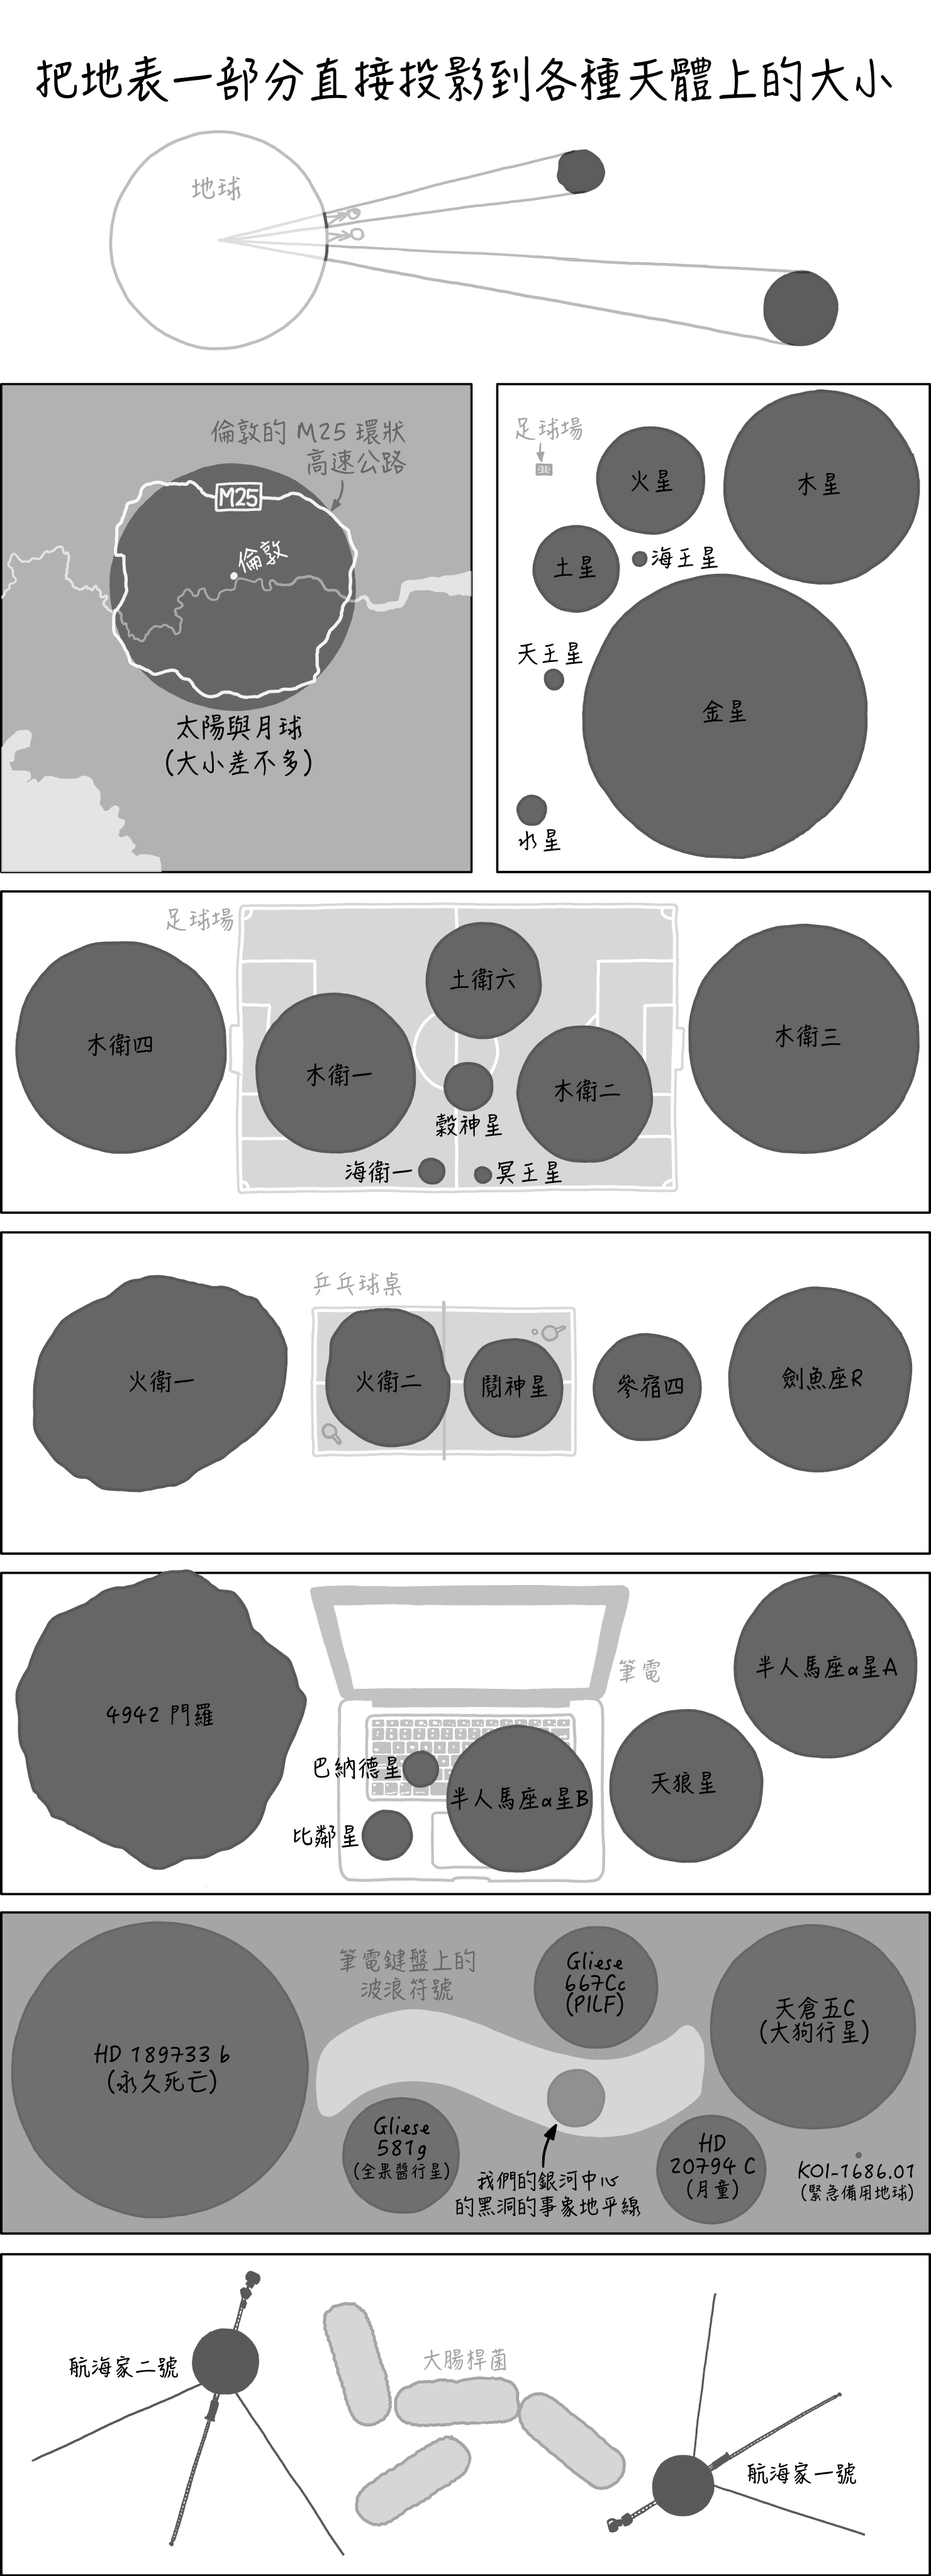 把地表一部分直接投影到各種天體上的大小
地球
倫敦的 M25 環狀
高速公路
M25
倫敦
太陽與月球
(大小差不多)
足球場
火星
木星
土星
海王星
天王星
金星
水星
足球場
木衛四
木衛一
土衛六
穀神星
木衛二
木衛三
海衛一
冥王星
乒乓球桌
火衛一
火衛二
鬩神星
參宿四
劍魚座R
4942 門羅
筆電
半人馬座α星A
巴納德星
半人馬座α星B
天狼星
比鄰星
HD 189733 b
(永久死亡)
筆電鍵盤上的
波浪符號
Gliese
667Cc
(PILF)
天倉五C
(大狗行星)
Gliese
581g
(全果醬行星)
我們的銀河中心
的黑洞的事象地平線
HD
20794 C
(月童)
KOI-1686.01
(緊急備用地球)
航海家二號
大腸桿菌
航海家一號